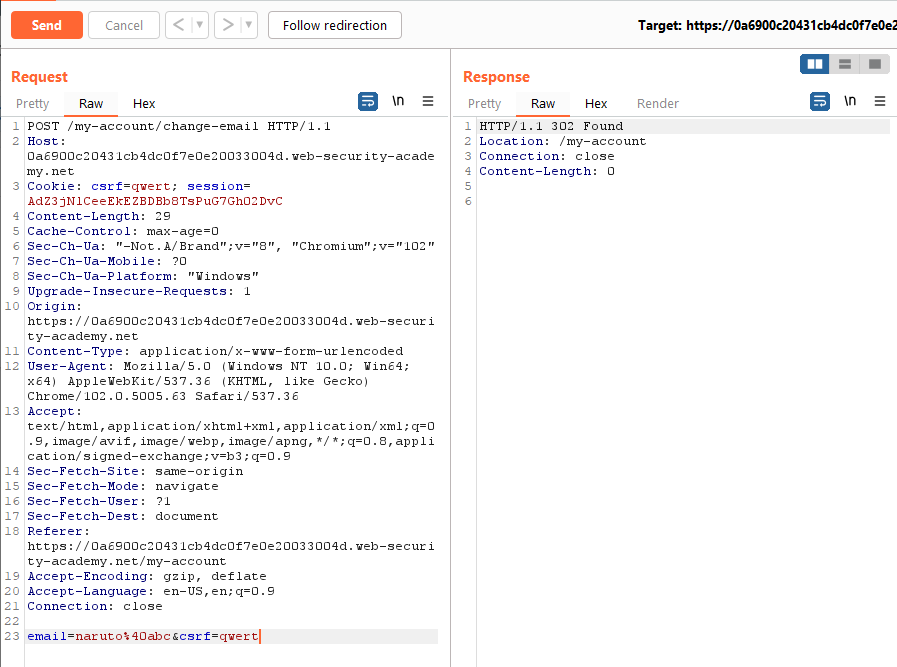 Send
Cancel
<
>
Follow redirection
Target: https://0a6900c20431cb4dc0f7e0e2
Request
Pretty
Raw
Hex
\n
1 POST /my-account/change-email HTTP/1.1
2 Host:
0a6900c20431cb4dc0f7e0e20033004d.web-security-acade
my.net
3 Cookie: csrf=qwert; session=
AdZ3jNlCeeEkEZBDBb8TsPuG7GhO2DvC
4 Content-Length: 29
5 Cache-Control: max-age=0
6 Sec-Ch-Ua: "-Not.A/Brand";v="8", "Chromium";v="102"
7 Sec-Ch-Ua-Mobile: ?0
8 Sec-Ch-Ua-Platform: "Windows"
9 Upgrade-Insecure-Requests: 1
10 Origin:
https://0a6900c20431cb4dc0f7e0e20033004d.web-securi
ty-academy.net
11 Content-Type: application/x-www-form-urlencoded
12 User-Agent: Mozilla/5.0 (Windows NT 10.0; Win64;
x64) AppleWebKit/537.36 (KHTML, like Gecko)
Chrome/102.0.5005.63 Safari/537.36
13 Accept:
text/html,application/xhtml+xml,application/xml;q=0
.9,image/avif,image/webp,image/apng,*/*;q=0.8,appli
cation/signed-exchange;v=b3;q=0.9
14 Sec-Fetch-Site: same-origin
15 Sec-Fetch-Mode: navigate
16 Sec-Fetch-User: ?1
17 Sec-Fetch-Dest: document
18 Referer:
https://0a6900c20431cb4dc0f7e0e20033004d.web-securi
ty-academy.net/my-account
19 Accept-Encoding: gzip, deflate
20 Accept-Language: en-US,en;q=0.9
21 Connection: close
22
23 email=naruto%40abc&csrf=qwert
Response
Pretty
Raw
Hex
Render
\n
1 HTTP/1.1 302 Found
2 Location: /my-account
3 Connection: close
4 Content-Length: 0
5
6